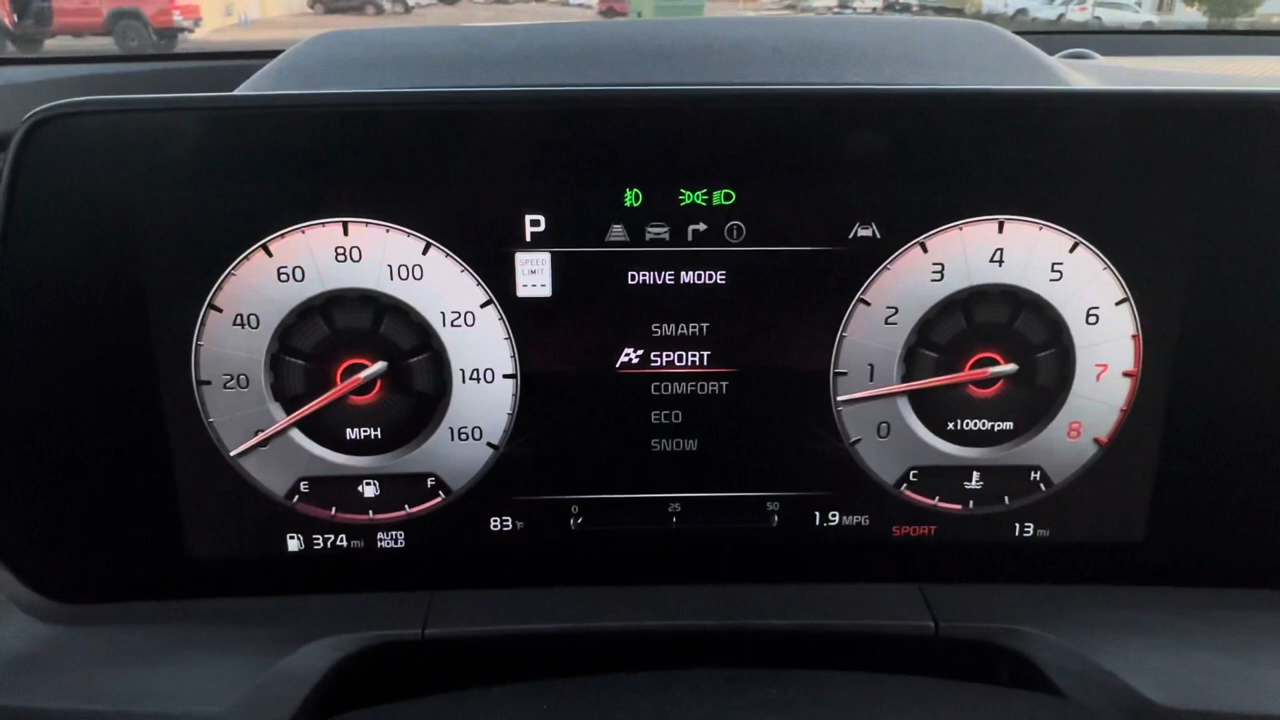 P
SPEED
LIMIT
---
DRIVE MODE
SMART
SPORT
COMFORT
ECO
SNOW
0
20
40
60
80
100
120
140
160
MPH
E
F
374 mi
AUTO
HOLD
83°F
0
25
50
1.9 MPG
0
1
2
3
4
5
6
7
8
x1000rpm
C
H
SPORT
13 mi